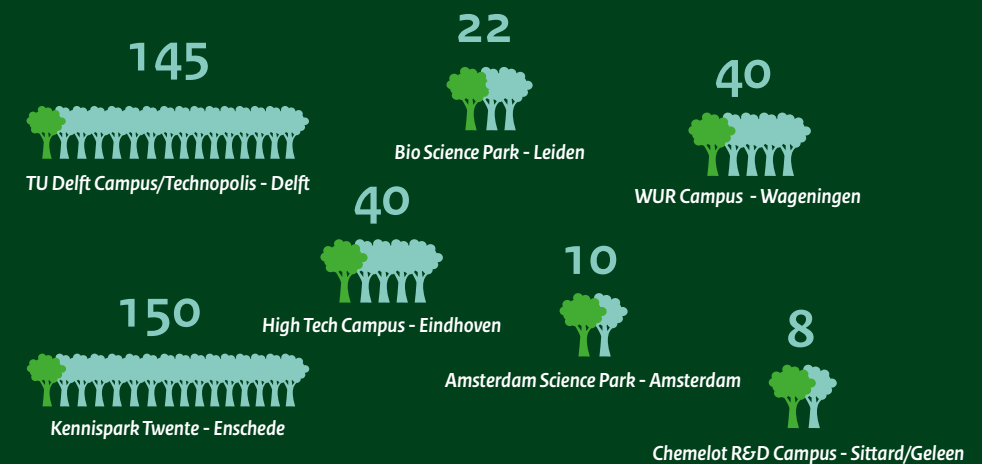 145
TU Delft Campus/Technopolis - Delft
22
Bio Science Park - Leiden
40
WUR Campus - Wageningen
40
High Tech Campus - Eindhoven
10
Amsterdam Science Park - Amsterdam
150
Kennispark Twente - Enschede
8
Chemelot R&D Campus - Sittard/Geleen